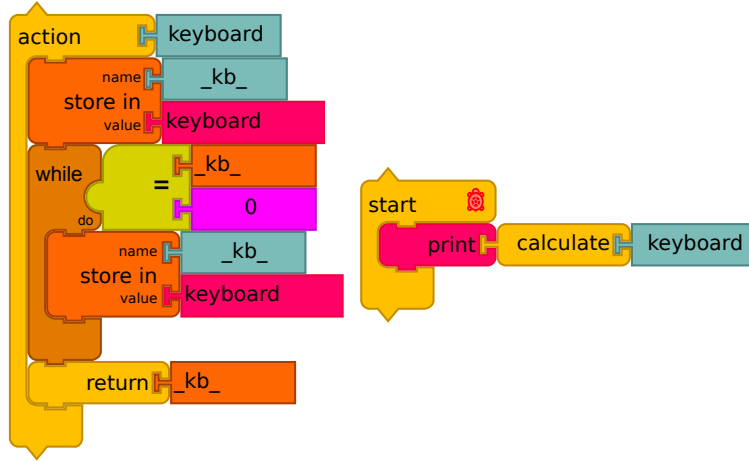 action keyboard
name _kb_
store in
value keyboard
while = _kb_
0
do
name _kb_
store in
value keyboard
return _kb_
start
print calculate keyboard